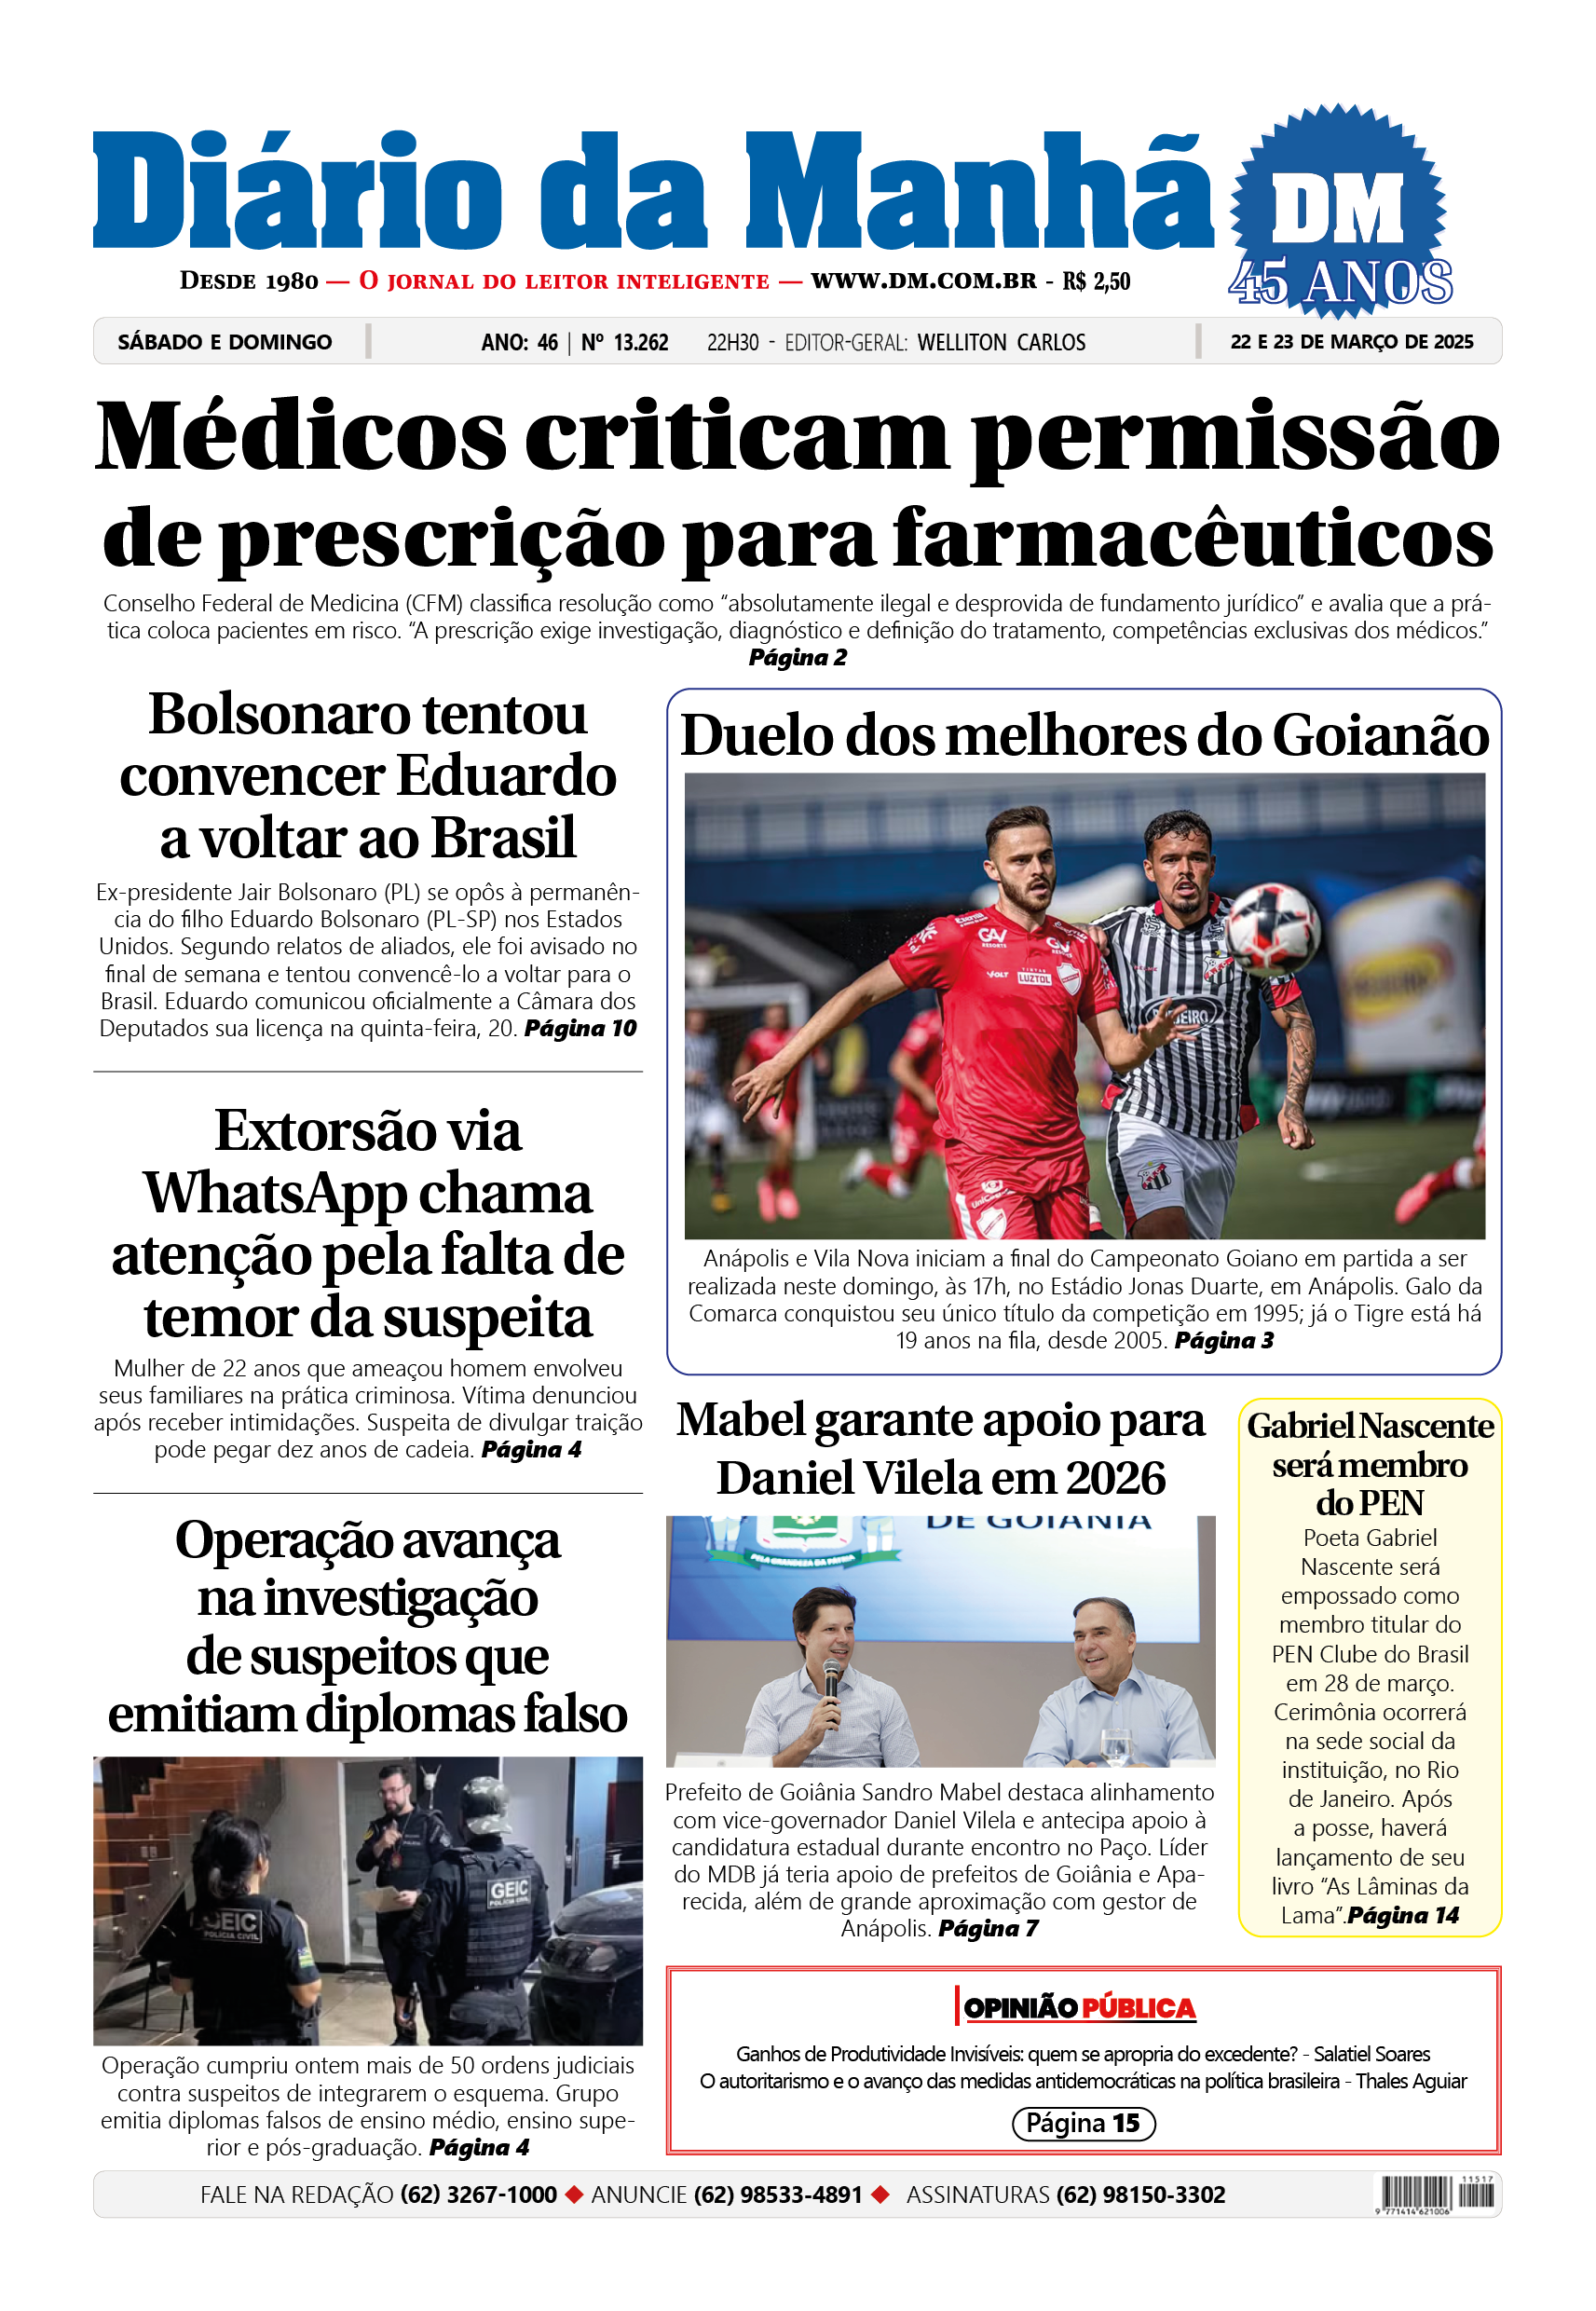 Diário da Manhã
DM
45 ANOS
DESDE 1980 — O JORNAL DO LEITOR INTELIGENTE — WWW.DM.COM.BR - R$ 2,50
SÁBADO E DOMINGO
ANO: 46 | Nº 13.262 22H30 - EDITOR-GERAL: WELLITON CARLOS
22 E 23 DE MARÇO DE 2025
Médicos criticam permissão
de prescrição para farmacêuticos
Conselho Federal de Medicina (CFM) classifica resolução como “absolutamente ilegal e desprovida de fundamento jurídico” e avalia que a prá-
tica coloca pacientes em risco. “A prescrição exige investigação, diagnóstico e definição do tratamento, competências exclusivas dos médicos.”
Página 2
Bolsonaro tentou
convencer Eduardo
a voltar ao Brasil
Ex-presidente Jair Bolsonaro (PL) se opôs à permanên-
cia do filho Eduardo Bolsonaro (PL-SP) nos Estados
Unidos. Segundo relatos de aliados, ele foi avisado no
final de semana e tentou convencê-lo a voltar para o
Brasil. Eduardo comunicou oficialmente a Câmara dos
Deputados sua licença na quinta-feira, 20. Página 10
Extorsão via
WhatsApp chama
atenção pela falta de
temor da suspeita
Mulher de 22 anos que ameaçou homem envolveu
seus familiares na prática criminosa. Vítima denunciou
após receber intimidações. Suspeita de divulgar traição
pode pegar dez anos de cadeia. Página 4
Operação avança
na investigação
de suspeitos que
emitiam diplomas falso
GEIC
POLÍCIA CIVIL
GEIC
POLÍCIA CIVIL
Operação cumpriu ontem mais de 50 ordens judiciais
contra suspeitos de integrarem o esquema. Grupo
emitia diplomas falsos de ensino médio, ensino supe-
rior e pós-graduação. Página 4
Duelo dos melhores do Goianão
GAV
RESORTS
GAV
VOLT
LUZTOL
Anápolis e Vila Nova iniciam a final do Campeonato Goiano em partida a ser
realizada neste domingo, às 17h, no Estádio Jonas Duarte, em Anápolis. Galo da
Comarca conquistou seu único título da competição em 1995; já o Tigre está há
19 anos na fila, desde 2005. Página 3
Mabel garante apoio para
Daniel Vilela em 2026
DE GOIÂNIA
PELA GRANDEZA DA PÁTRIA
Prefeito de Goiânia Sandro Mabel destaca alinhamento
com vice-governador Daniel Vilela e antecipa apoio à
candidatura estadual durante encontro no Paço. Líder
do MDB já teria apoio de prefeitos de Goiânia e Apa-
recida, além de grande aproximação com gestor de
Anápolis. Página 7
Gabriel Nascente
será membro
do PEN
Poeta Gabriel
Nascente será
empossado como
membro titular do
PEN Clube do Brasil
em 28 de março.
Cerimônia ocorrerá
na sede social da
instituição, no Rio
de Janeiro. Após
a posse, haverá
lançamento de seu
livro “As Lâminas da
Lama”.Página 14
OPINIÃO PÚBLICA
Ganhos de Produtividade Invisíveis: quem se apropria do excedente? - Salatiel Soares
O autoritarismo e o avanço das medidas antidemocráticas na política brasileira - Thales Aguiar
Página 15
FALE NA REDAÇÃO (62) 3267-1000 ◆ ANUNCIE (62) 98533-4891 ◆ ASSINATURAS (62) 98150-3302
11517
9 771414 621006